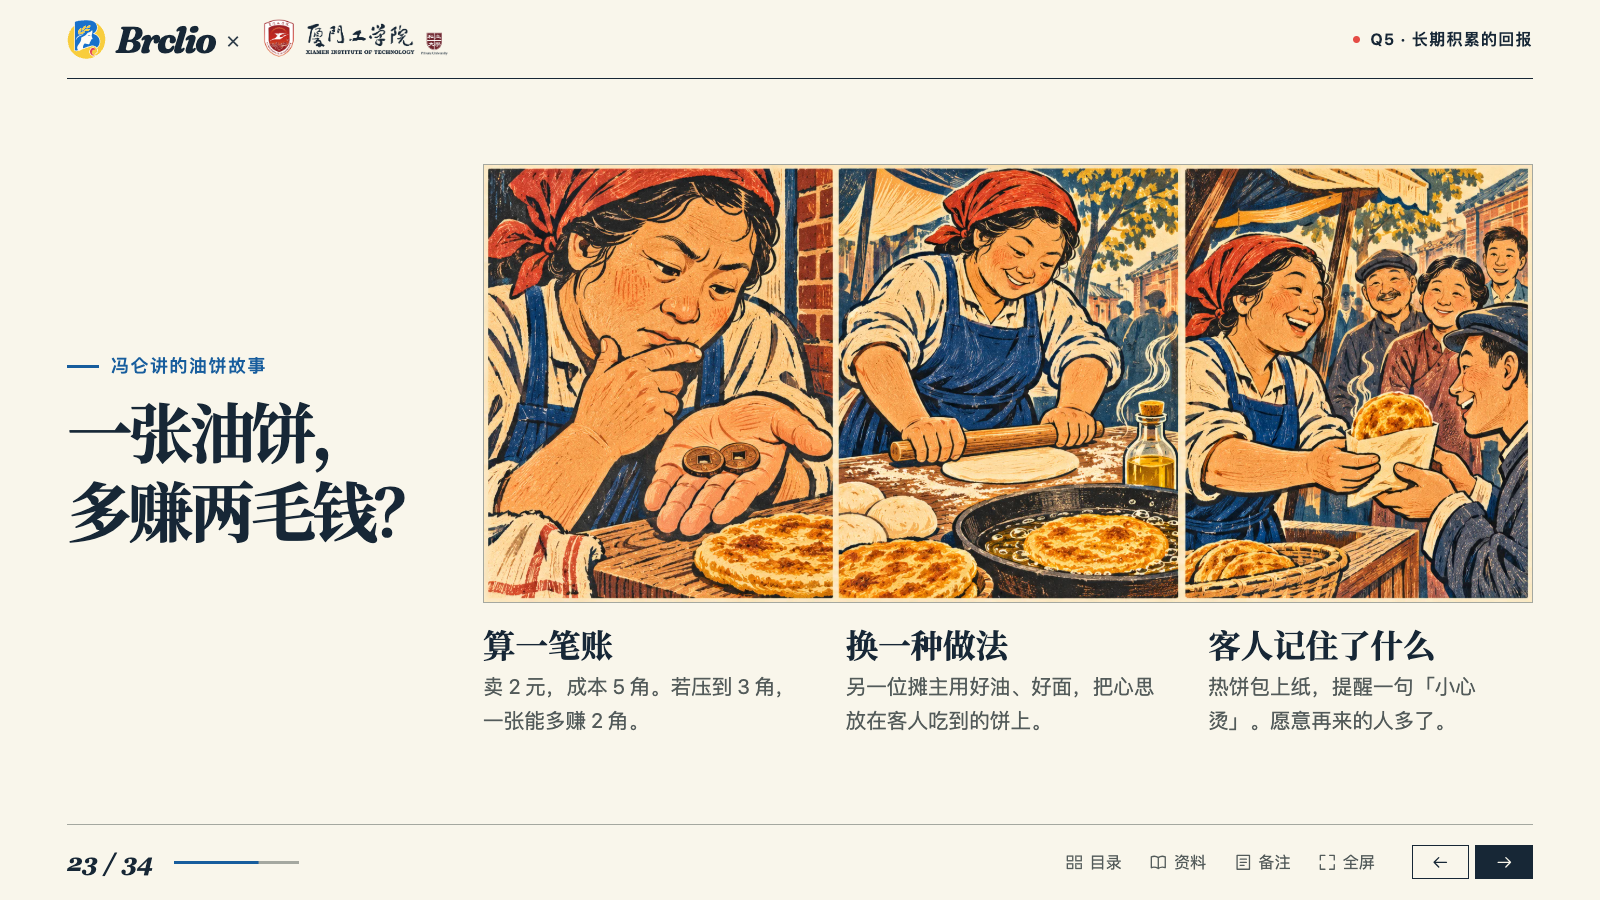 Brclio × 厦门工学院
XIAMEN INSTITUTE OF TECHNOLOGY
Q5 · 长期积累的回报
冯仑讲的油饼故事
一张油饼，
多赚两毛钱？
算一笔账
卖 2 元，成本 5 角。若压到 3 角，
一张能多赚 2 角。
换一种做法
另一位摊主用好油、好面，把心思
放在客人吃到的饼上。
客人记住了什么
热饼包上纸，提醒一句「小心
烫」。愿意再来的人多了。
23 / 34
目录
资料
备注
全屏
← →